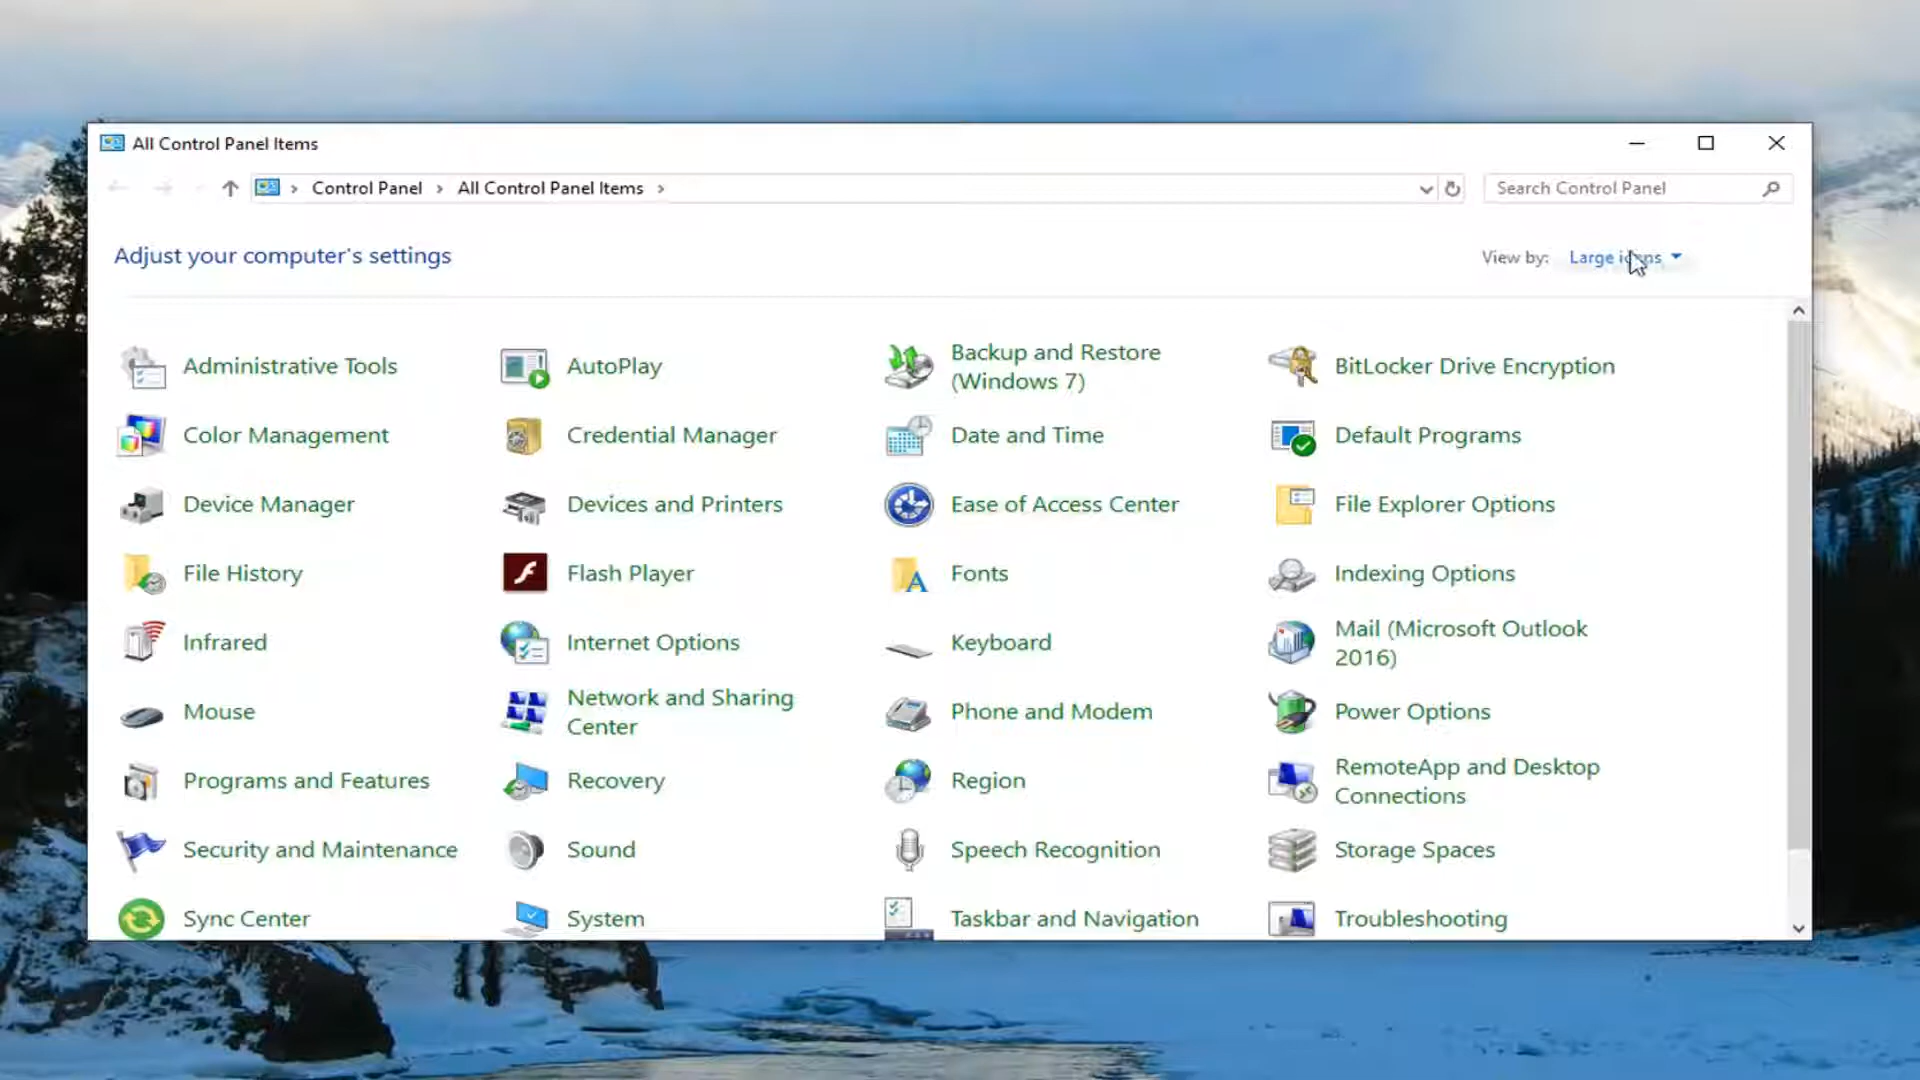 All Control Panel Items
Control Panel
All Control Panel Items
Search Control Panel
Adjust your computer's settings
View by:
Large icons
Administrative Tools
AutoPlay
Backup and Restore
(Windows 7)
BitLocker Drive Encryption
Color Management
Credential Manager
Date and Time
Default Programs
Device Manager
Devices and Printers
Ease of Access Center
File Explorer Options
File History
Flash Player
Fonts
Indexing Options
Infrared
Internet Options
Keyboard
Mail (Microsoft Outlook
2016)
Mouse
Network and Sharing
Center
Phone and Modem
Power Options
Programs and Features
Recovery
Region
RemoteApp and Desktop
Connections
Security and Maintenance
Sound
Speech Recognition
Storage Spaces
Sync Center
System
Taskbar and Navigation
Troubleshooting